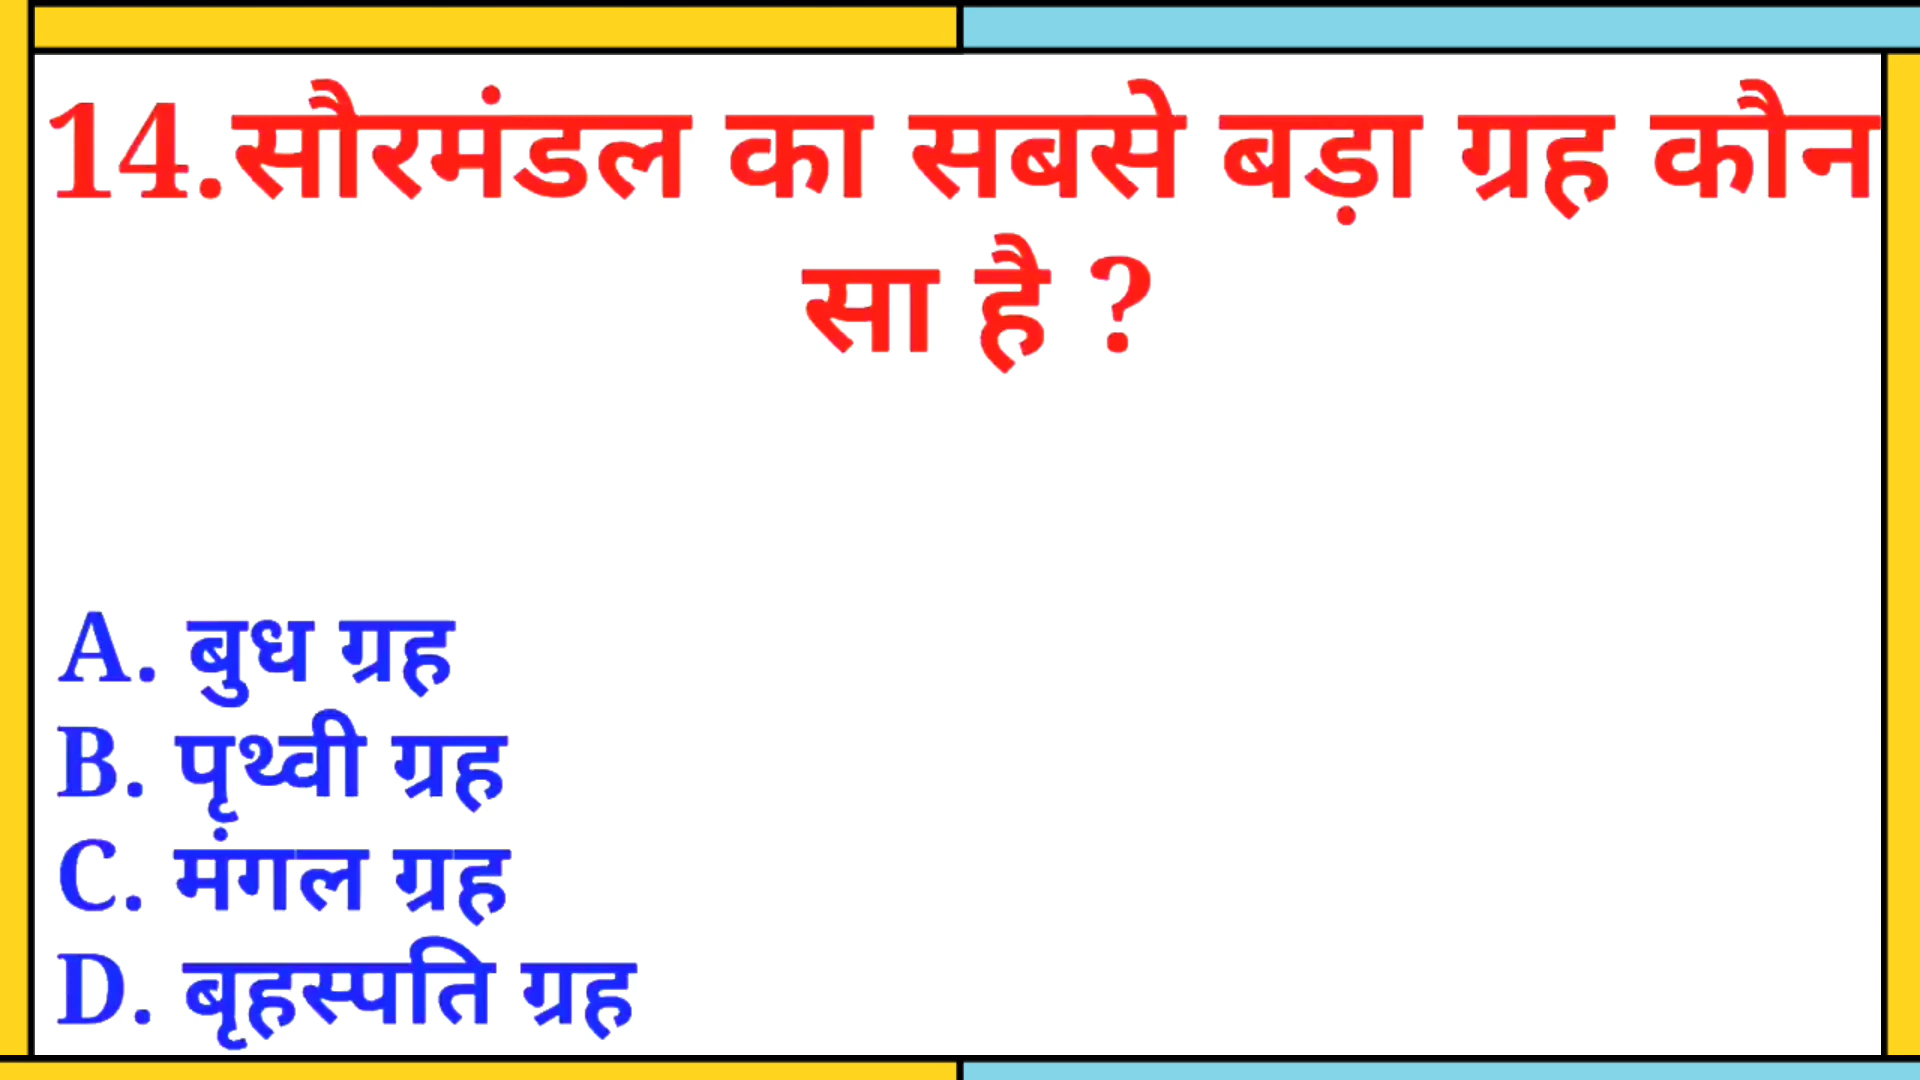 14.सौरमंडल का सबसे बड़ा ग्रह कौन
सा है ?
A. बुध ग्रह
B. पृथ्वी ग्रह
C. मंगल ग्रह
D. बृहस्पति ग्रह